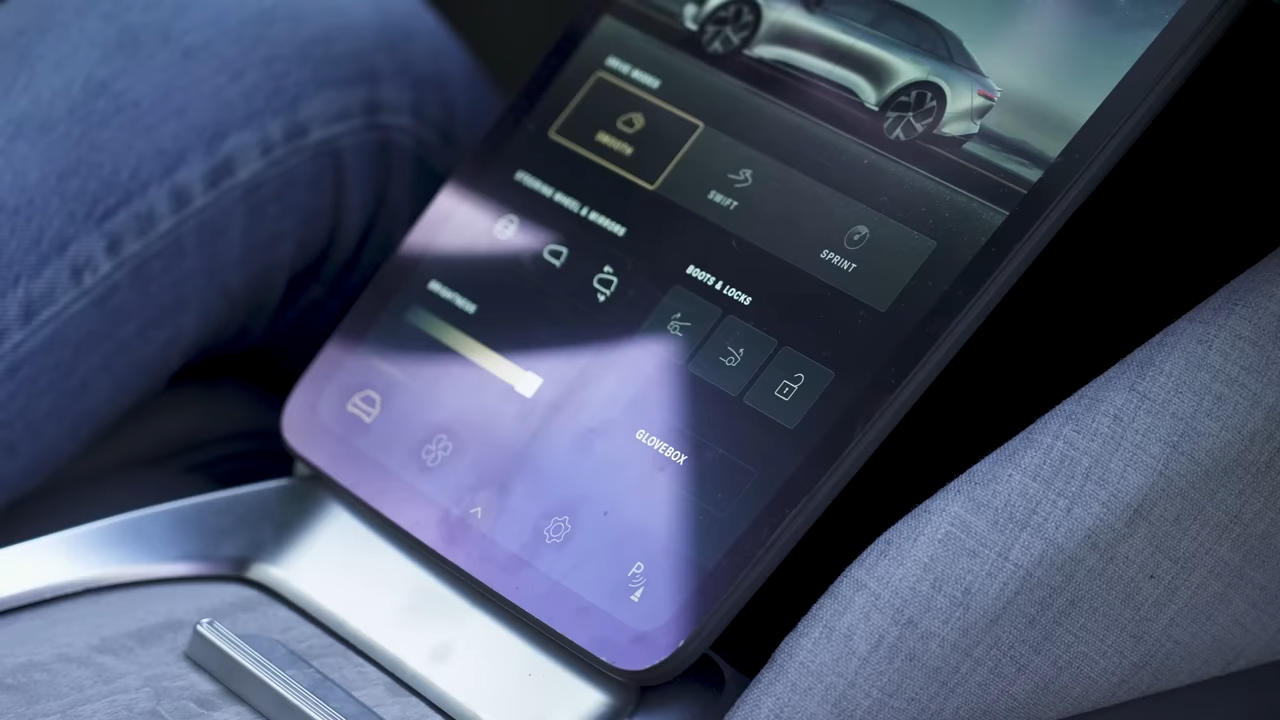 DRIVE MODES
SMOOTH
SWIFT
SPRINT
STEERING WHEEL & MIRRORS
BOOTS & LOCKS
BRIGHTNESS
GLOVEBOX
P